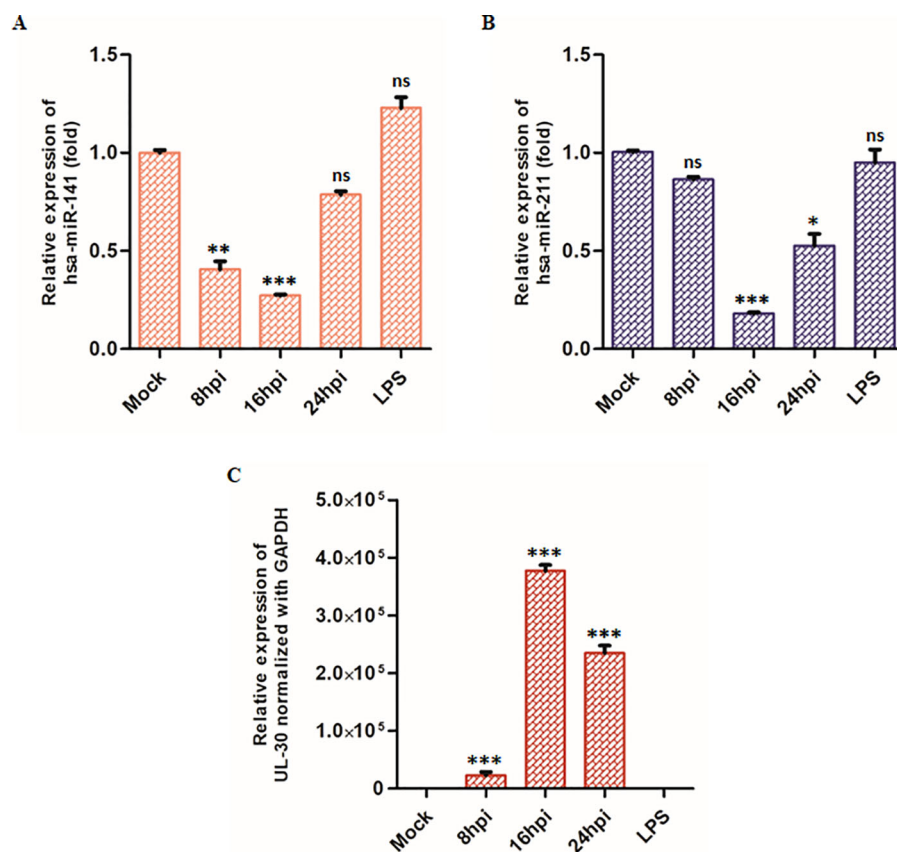 A
Relative expression of
hsa-miR-141 (fold)
1.5
1.0
0.5
0.0
**
***
ns
ns
Mock
8hpi
16hpi
24hpi
LPS
B
Relative expression of
hsa-miR-211 (fold)
1.5
1.0
0.5
0.0
ns
***
*
ns
Mock
8hpi
16hpi
24hpi
LPS
C
Relative expression of
UL-30 normalized with GAPDH
5.0×10⁵
4.0×10⁵
3.0×10⁵
2.0×10⁵
1.0×10⁵
0
***
***
***
Mock
8hpi
16hpi
24hpi
LPS